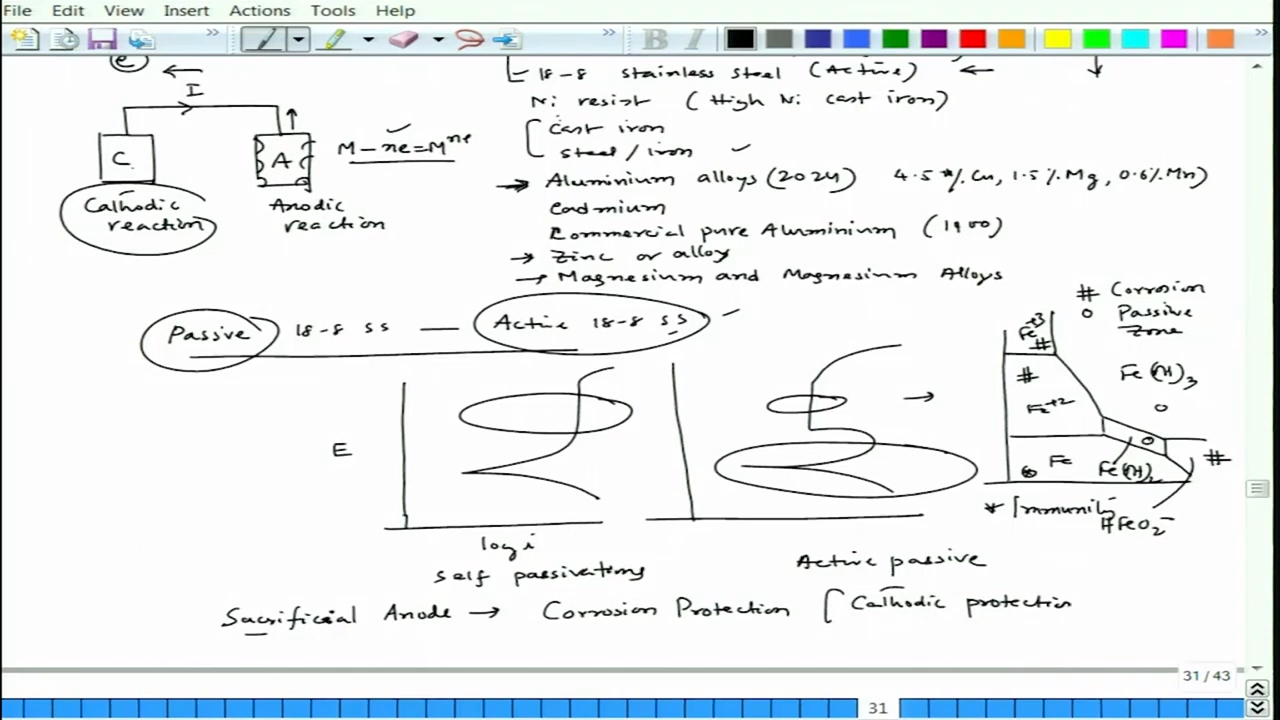 File Edit View Insert Actions Tools Help
B I
e
I
C
A
M - ne = M^ne
Cathodic
reaction
Anodic
reaction
18-8 stainless steel (Active)
Ni resist (High Ni cast iron)
Cast iron
steel/iron
Aluminium alloys (2024) 4.5% Cu, 1.5% Mg, 0.6% Mn)
Cadmium
Commercial pure Aluminium (1100)
Zinc or alloy
Magnesium and Magnesium Alloys
Passive 18-8 ss — Active 18-8 ss
# Corrosion
o Passive
Zone
Fe+3
#
#
Fe+2
Fe(OH)3
o
o
Fe
#
* Immunity
HFeO2-
E
log i
self passivating
Active passive
Sacrificial Anode → Corrosion Protection [ Cathodic protection
31 / 43
31